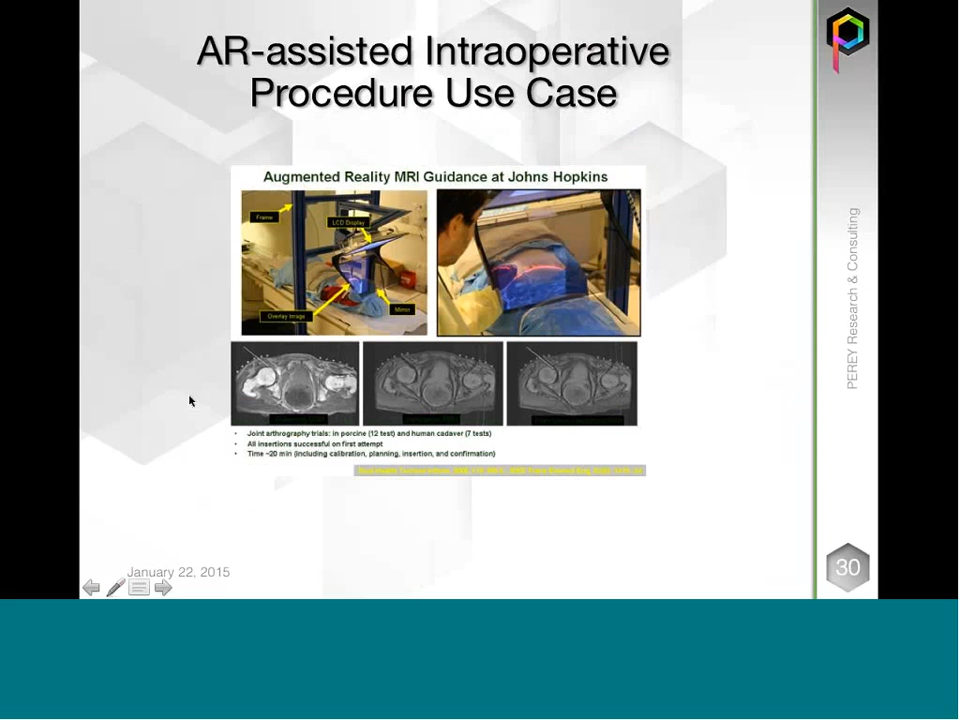 AR-assisted Intraoperative
Procedure Use Case
Augmented Reality MRI Guidance at Johns Hopkins
Frame
LCD Display
Overlay Image
Mirror
• Joint arthrography trials: in porcine (12 test) and human cadaver (7 tests)
• All insertions successful on first attempt
• Time ~20 min (including calibration, planning, insertion, and confirmation)
January 22, 2015
PEREY Research & Consulting
30